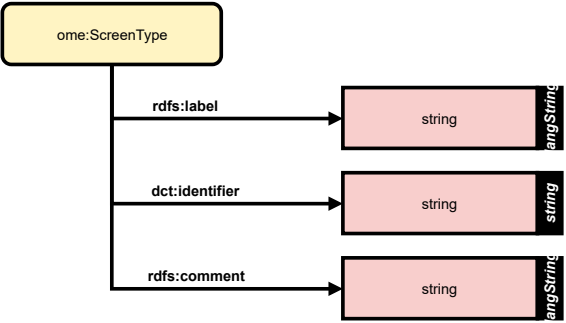 ome:ScreenType
rdfs:label
string
angString
dct:identifier
string
string
rdfs:comment
string
angString